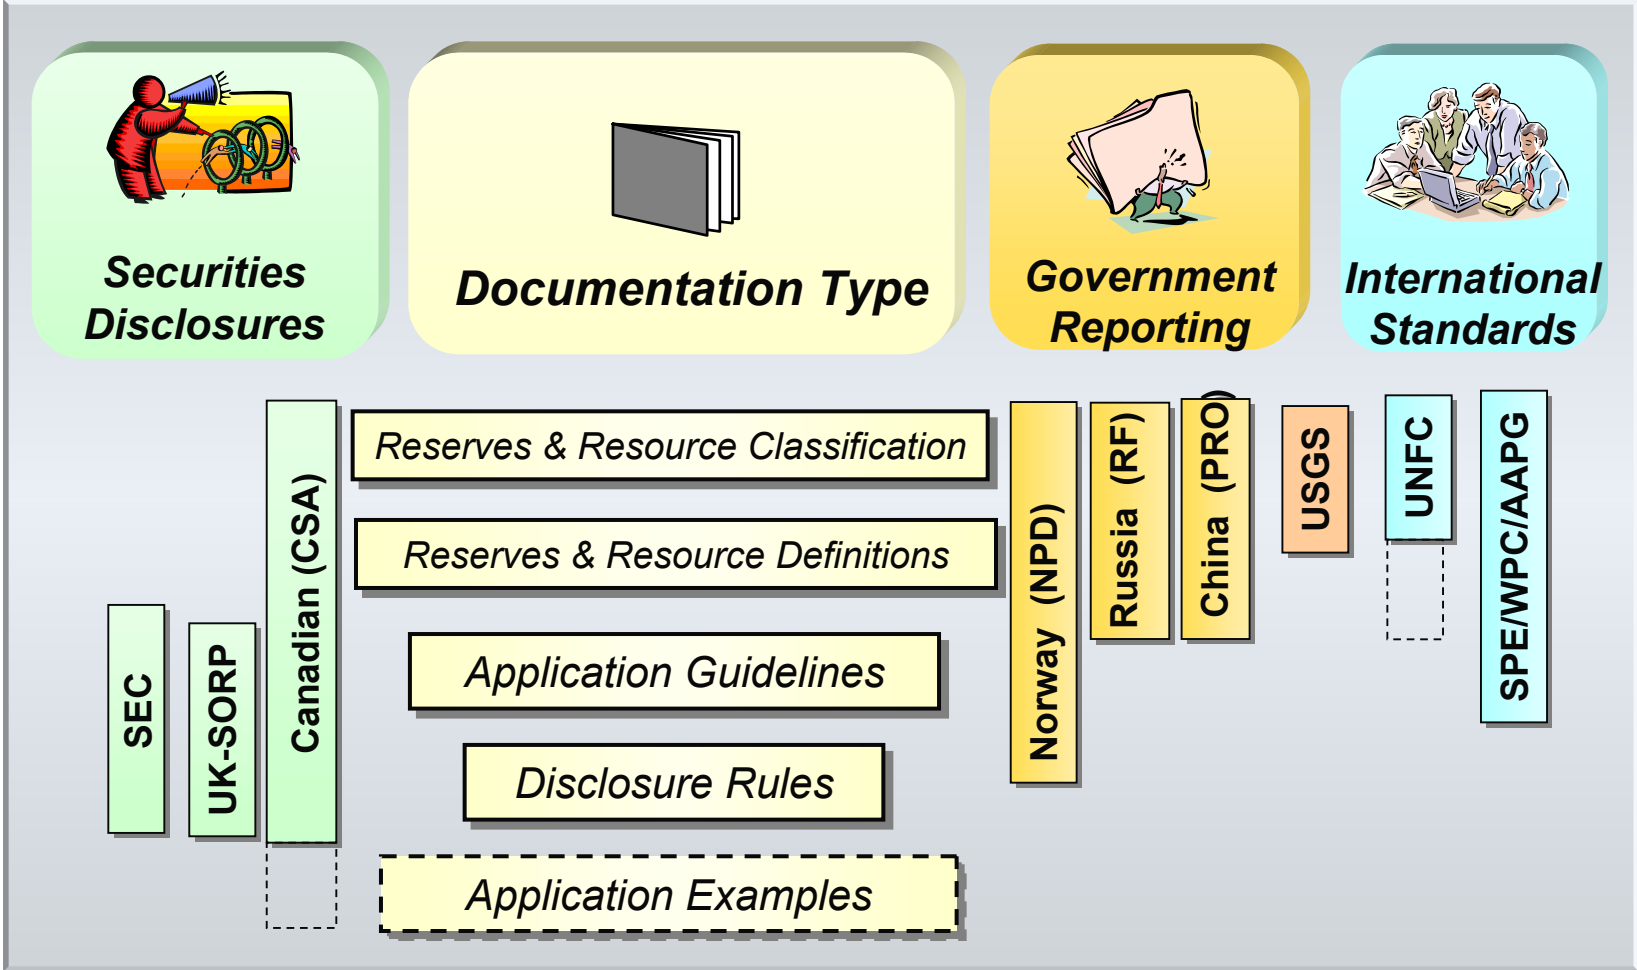 Securities
Disclosures
Documentation Type
Government
Reporting
International
Standards
SEC
UK-SORP
Canadian (CSA)
Reserves & Resource Classification
Reserves & Resource Definitions
Application Guidelines
Disclosure Rules
Application Examples
Norway (NPD)
Russia (RF)
China (PRO)
USGS
UNFC
SPE/WPC/AAPG